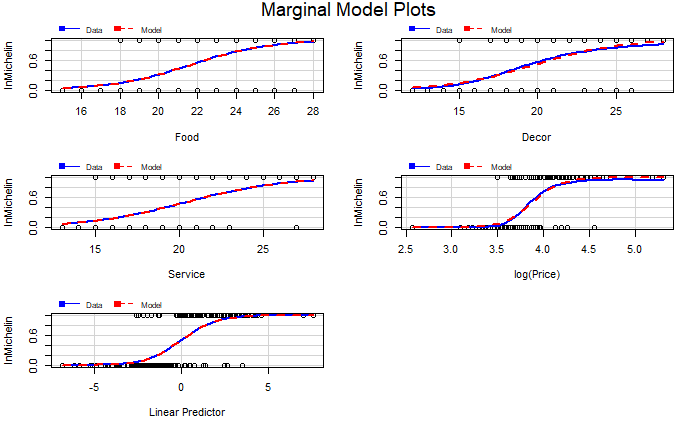 Marginal Model Plots
Data Model
InMichelin
0.0 0.6
16 18 20 22 24 26 28
Food
Data Model
InMichelin
0.0 0.6
15 20 25
Decor
Data Model
InMichelin
0.0 0.6
15 20 25
Service
Data Model
InMichelin
0.0 0.6
2.5 3.0 3.5 4.0 4.5 5.0
log(Price)
Data Model
InMichelin
0.0 0.6
-5 0 5
Linear Predictor